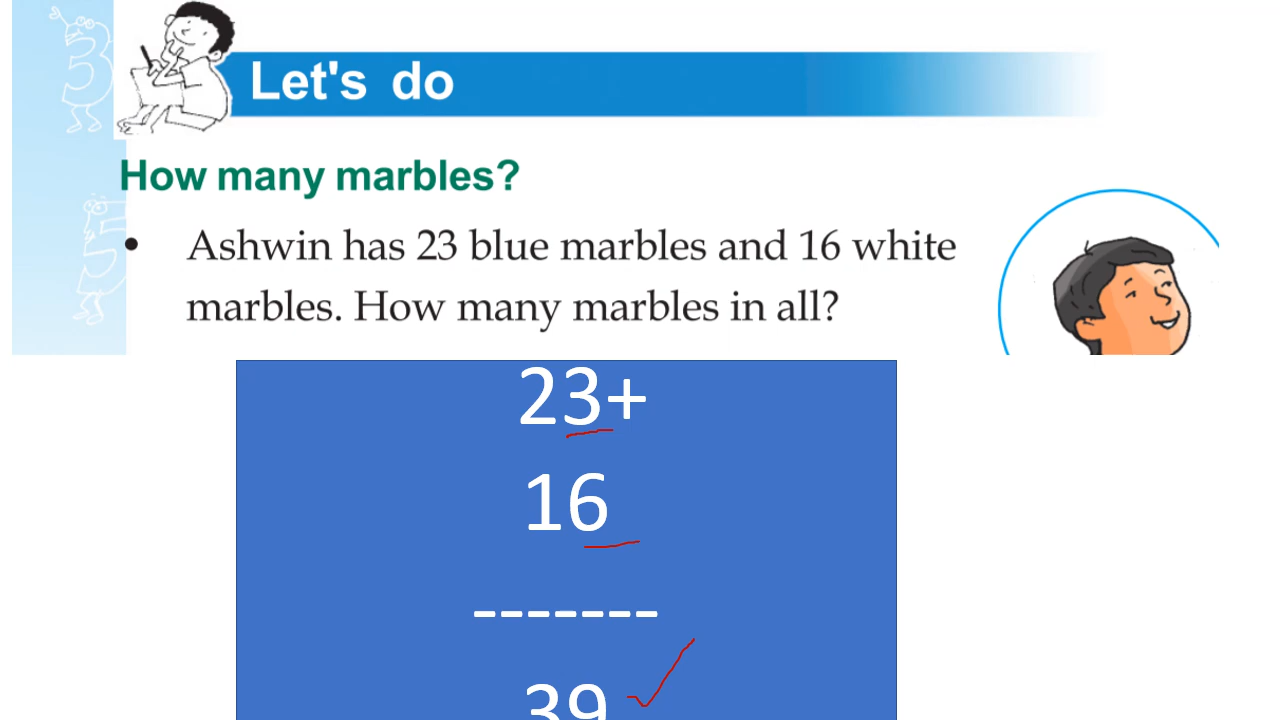 Let's do
How many marbles?
• Ashwin has 23 blue marbles and 16 white
marbles. How many marbles in all?
23+
16
-------
39